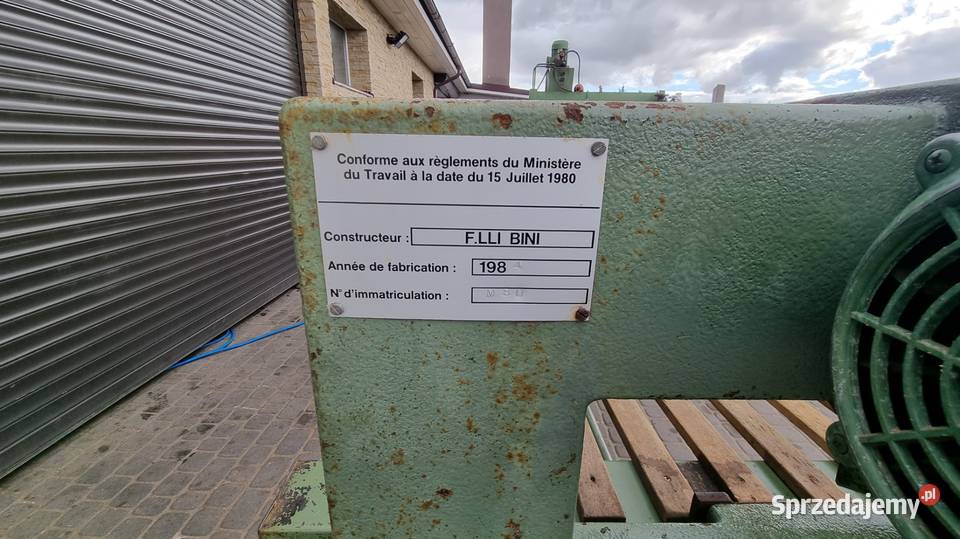 Conforme aux règlements du Ministère
du Travail à la date du 15 Juillet 1980
Constructeur : F.LLI BINI
Année de fabrication : 198
N° d'immatriculation :
Sprzedajemy.pl